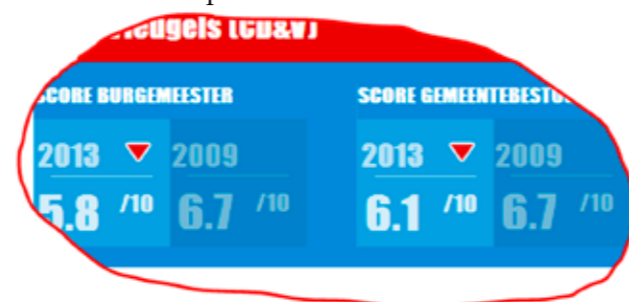 (CD&V)
SCORE BURGEMEESTER SCORE
2013 2009 2013 2009
5.8 /10 6.7 /10 6.1 /10 6.7 /10